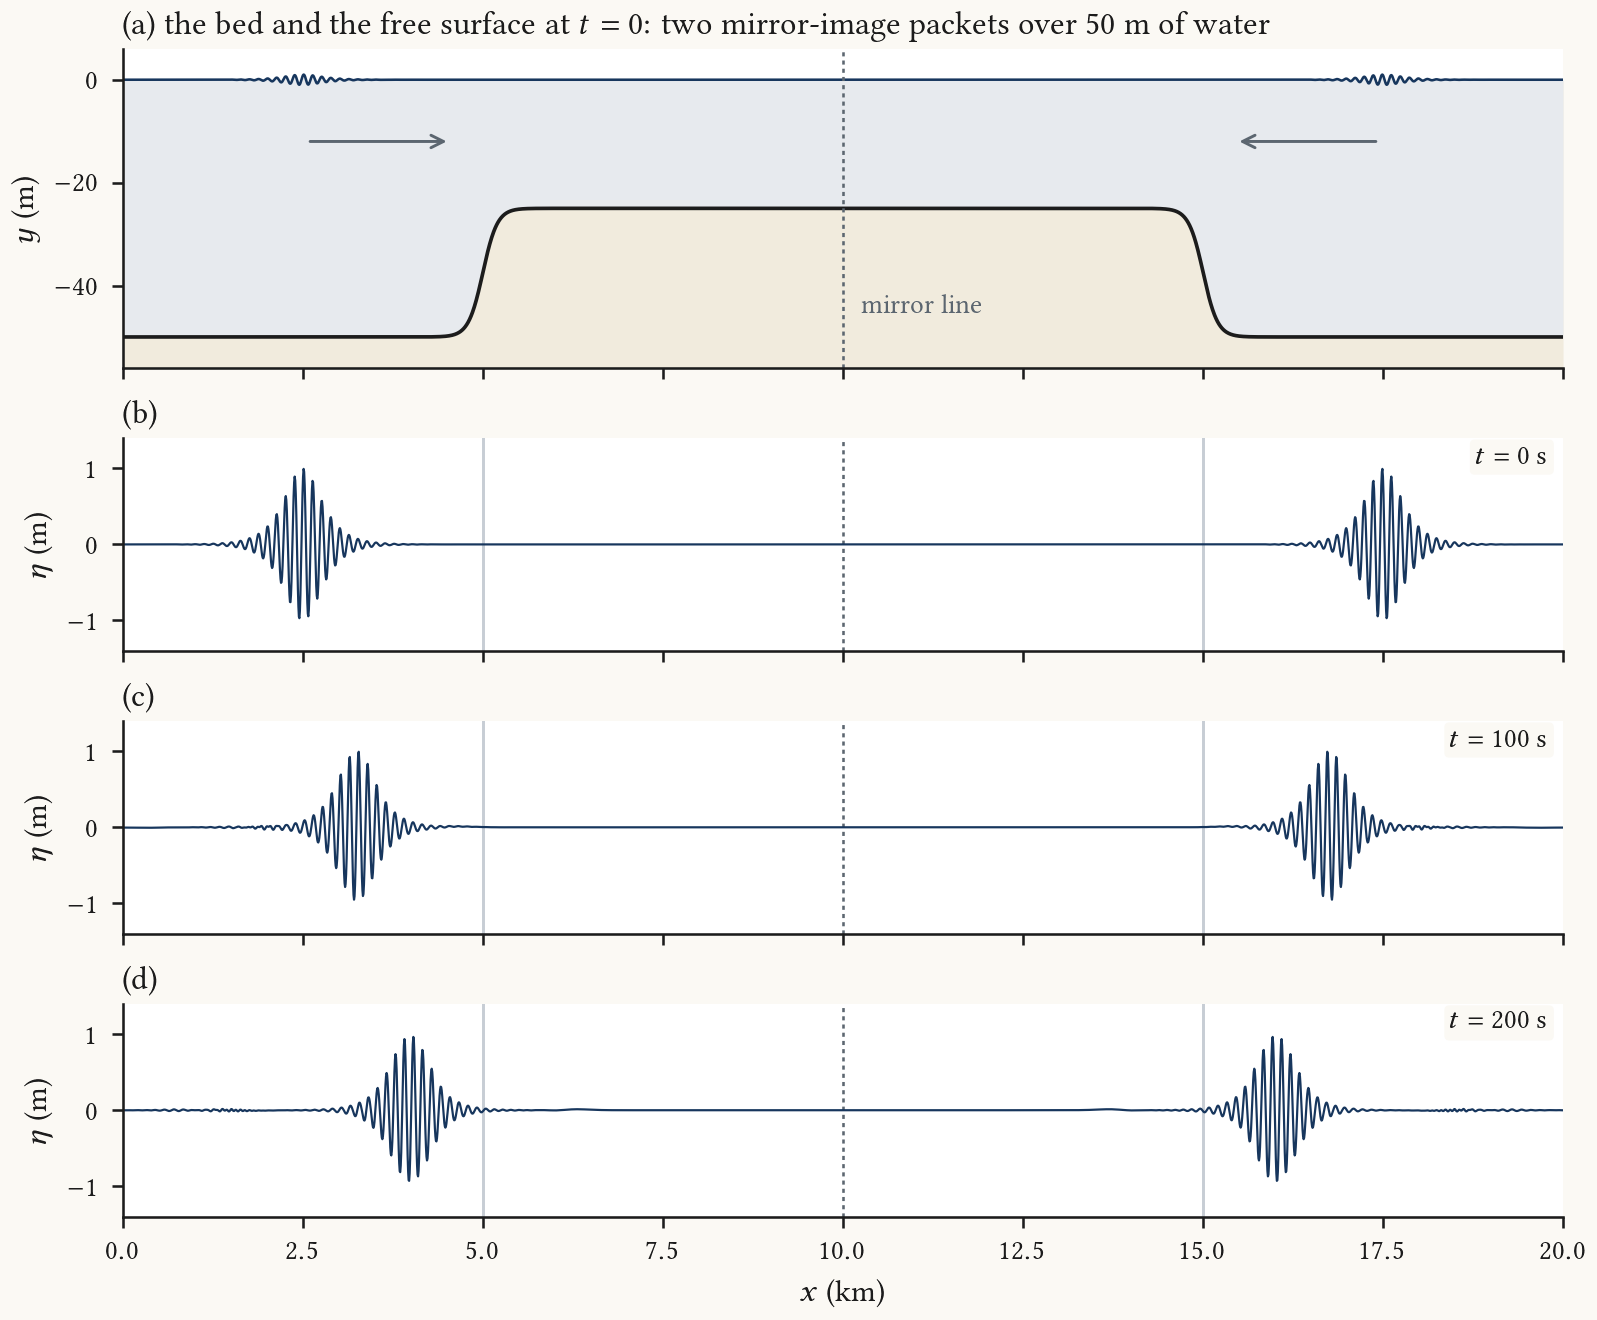 (a) the bed and the free surface at t = 0: two mirror-image packets over 50 m of water
0
−20
−40
y (m)
mirror line
(b)
1
0
−1
η (m)
t = 0 s
(c)
1
0
−1
η (m)
t = 100 s
(d)
1
0
−1
η (m)
t = 200 s
0.0 2.5 5.0 7.5 10.0 12.5 15.0 17.5 20.0
x (km)